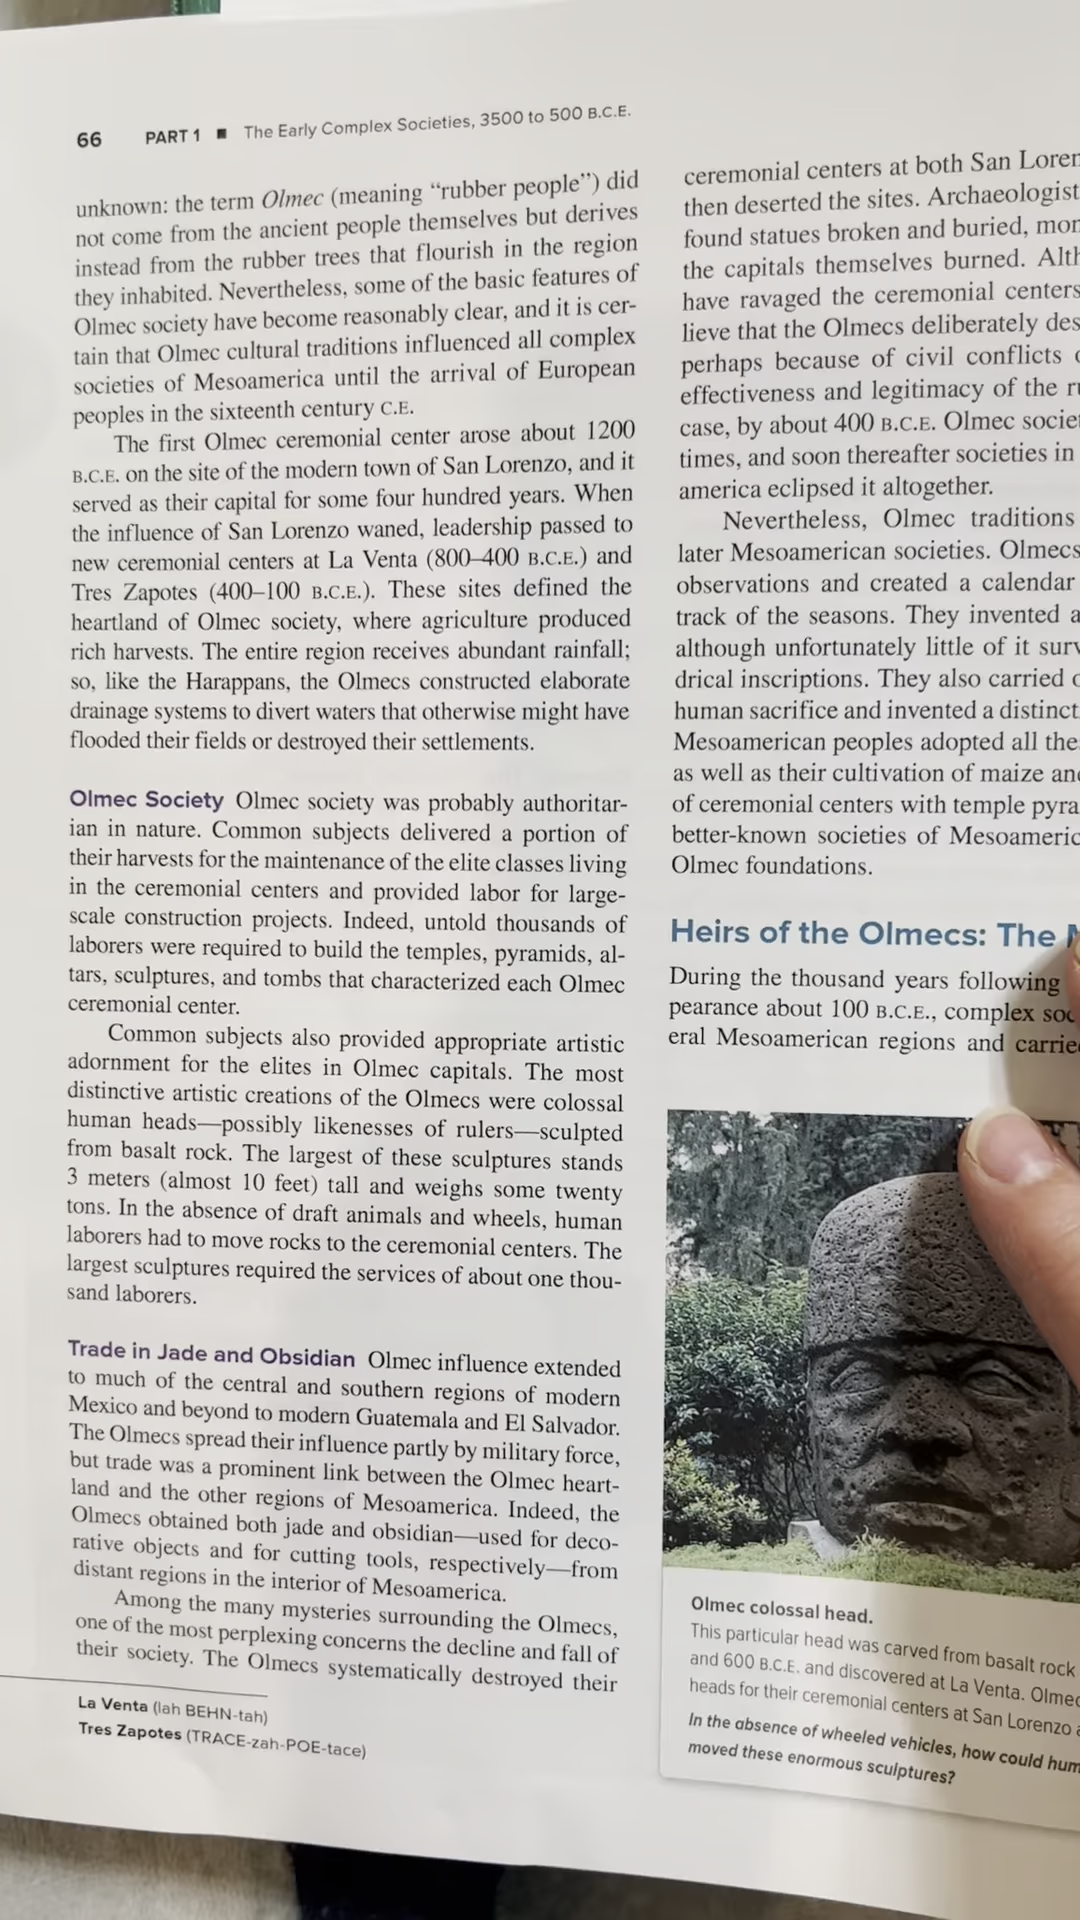 66 PART 1 ■ The Early Complex Societies, 3500 to 500 B.C.E.
unknown: the term Olmec (meaning “rubber people”) did
not come from the ancient people themselves but derives
instead from the rubber trees that flourish in the region
they inhabited. Nevertheless, some of the basic features of
Olmec society have become reasonably clear, and it is cer-
tain that Olmec cultural traditions influenced all complex
societies of Mesoamerica until the arrival of European
peoples in the sixteenth century C.E.
The first Olmec ceremonial center arose about 1200
B.C.E. on the site of the modern town of San Lorenzo, and it
served as their capital for some four hundred years. When
the influence of San Lorenzo waned, leadership passed to
new ceremonial centers at La Venta (800–400 B.C.E.) and
Tres Zapotes (400–100 B.C.E.). These sites defined the
heartland of Olmec society, where agriculture produced
rich harvests. The entire region receives abundant rainfall;
so, like the Harappans, the Olmecs constructed elaborate
drainage systems to divert waters that otherwise might have
flooded their fields or destroyed their settlements.
Olmec Society Olmec society was probably authoritar-
ian in nature. Common subjects delivered a portion of
their harvests for the maintenance of the elite classes living
in the ceremonial centers and provided labor for large-
scale construction projects. Indeed, untold thousands of
laborers were required to build the temples, pyramids, al-
tars, sculptures, and tombs that characterized each Olmec
ceremonial center.
Common subjects also provided appropriate artistic
adornment for the elites in Olmec capitals. The most
distinctive artistic creations of the Olmecs were colossal
human heads—possibly likenesses of rulers—sculpted
from basalt rock. The largest of these sculptures stands
3 meters (almost 10 feet) tall and weighs some twenty
tons. In the absence of draft animals and wheels, human
laborers had to move rocks to the ceremonial centers. The
largest sculptures required the services of about one thou-
sand laborers.
Trade in Jade and Obsidian Olmec influence extended
to much of the central and southern regions of modern
Mexico and beyond to modern Guatemala and El Salvador.
The Olmecs spread their influence partly by military force,
but trade was a prominent link between the Olmec heart-
land and the other regions of Mesoamerica. Indeed, the
Olmecs obtained both jade and obsidian—used for deco-
rative objects and for cutting tools, respectively—from
distant regions in the interior of Mesoamerica.
Among the many mysteries surrounding the Olmecs,
one of the most perplexing concerns the decline and fall of
their society. The Olmecs systematically destroyed their
La Venta (lah BEHN-tah)
Tres Zapotes (TRACE-zah-POE-tace)
ceremonial centers at both San Loren
then deserted the sites. Archaeologist
found statues broken and buried, mon
the capitals themselves burned. Alth
have ravaged the ceremonial centers
lieve that the Olmecs deliberately des
perhaps because of civil conflicts
effectiveness and legitimacy of the ru
case, by about 400 B.C.E. Olmec socie
times, and soon thereafter societies in
america eclipsed it altogether.
Nevertheless, Olmec traditions
later Mesoamerican societies. Olmecs
observations and created a calendar
track of the seasons. They invented a
although unfortunately little of it surv
drical inscriptions. They also carried
human sacrifice and invented a distinct
Mesoamerican peoples adopted all the
as well as their cultivation of maize and
of ceremonial centers with temple pyra
better-known societies of Mesoameric
Olmec foundations.
Heirs of the Olmecs: The
During the thousand years following
pearance about 100 B.C.E., complex soc
eral Mesoamerican regions and carrie
Olmec colossal head.
This particular head was carved from basalt rock
and 600 B.C.E. and discovered at La Venta. Olmec
heads for their ceremonial centers at San Lorenzo
In the absence of wheeled vehicles, how could hum
moved these enormous sculptures?